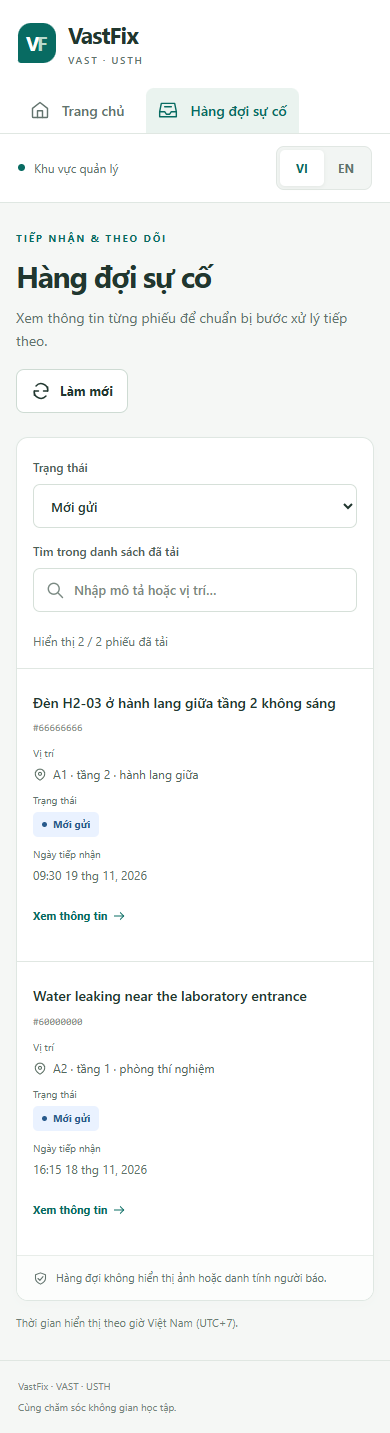 VF
VastFix
VAST · USTH
Trang chủ
Hàng đợi sự cố
Khu vực quản lý
VI EN
TIẾP NHẬN & THEO DÕI
Hàng đợi sự cố
Xem thông tin từng phiếu để chuẩn bị bước xử lý tiếp
theo.
Làm mới
Trạng thái
Mới gửi
Tìm trong danh sách đã tải
Nhập mô tả hoặc vị trí...
Hiển thị 2 / 2 phiếu đã tải
Đèn H2-03 ở hành lang giữa tầng 2 không sáng
#66666666
Vị trí
A1 · tầng 2 · hành lang giữa
Trạng thái
Mới gửi
Ngày tiếp nhận
09:30 19 thg 11, 2026
Xem thông tin →
Water leaking near the laboratory entrance
#60000000
Vị trí
A2 · tầng 1 · phòng thí nghiệm
Trạng thái
Mới gửi
Ngày tiếp nhận
16:15 18 thg 11, 2026
Xem thông tin →
Hàng đợi không hiển thị ảnh hoặc danh tính người báo.
Thời gian hiển thị theo giờ Việt Nam (UTC+7).
VastFix · VAST · USTH
Cùng chăm sóc không gian học tập.